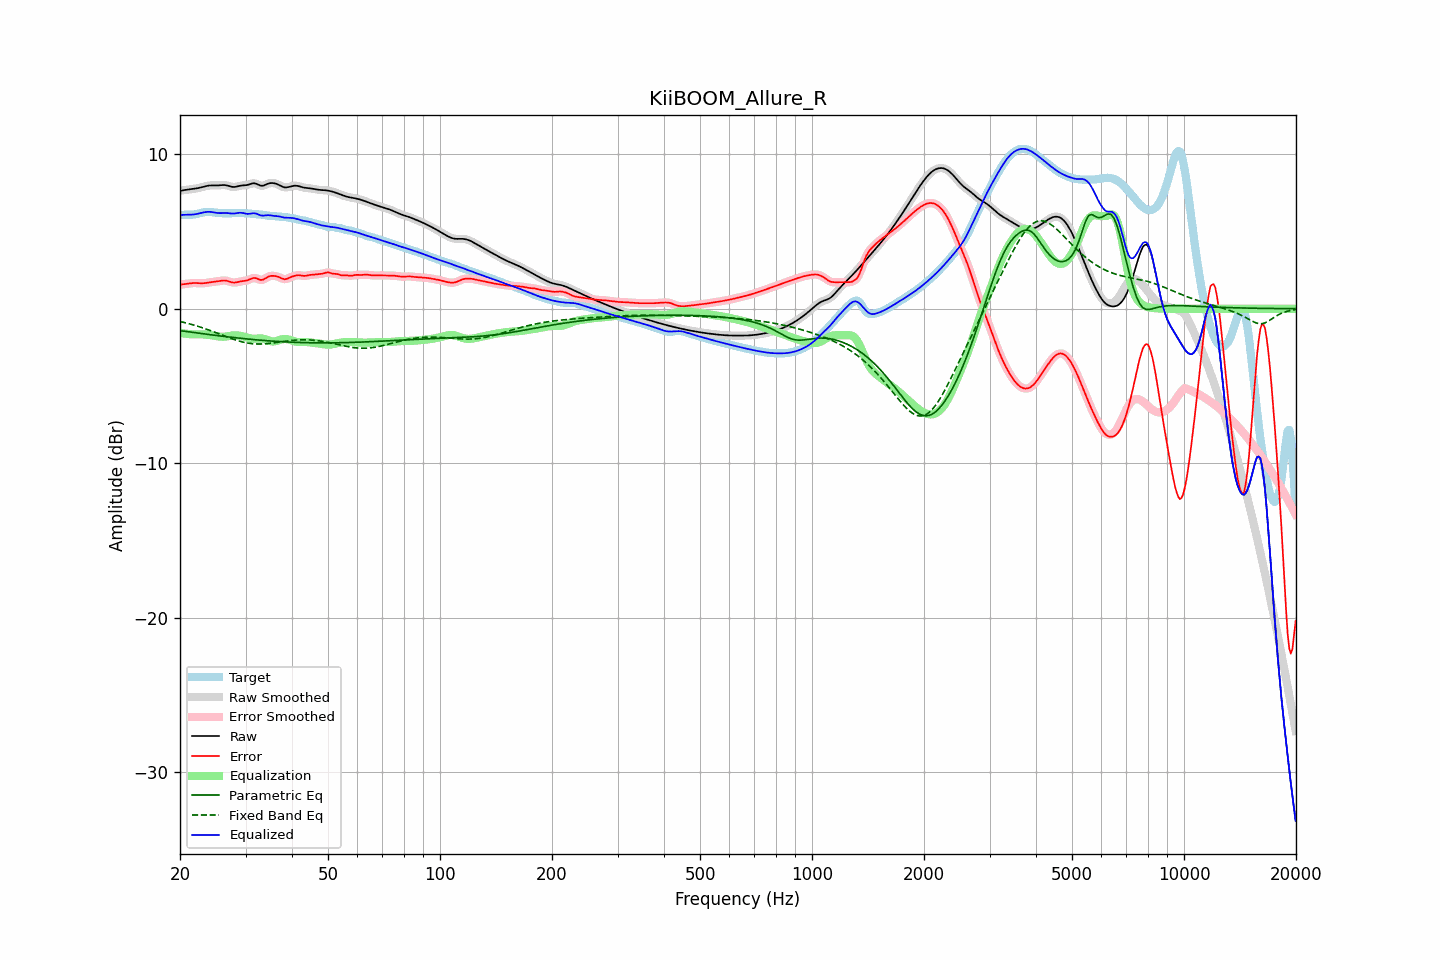 KiiBOOM_Allure_R
Amplitude (dBr)
10
0
−10
−20
−30
Target
Raw Smoothed
Error Smoothed
Raw
Error
Equalization
Parametric Eq
Fixed Band Eq
Equalized
20 50 100 200 500 1000 2000 5000 10000 20000
Frequency (Hz)